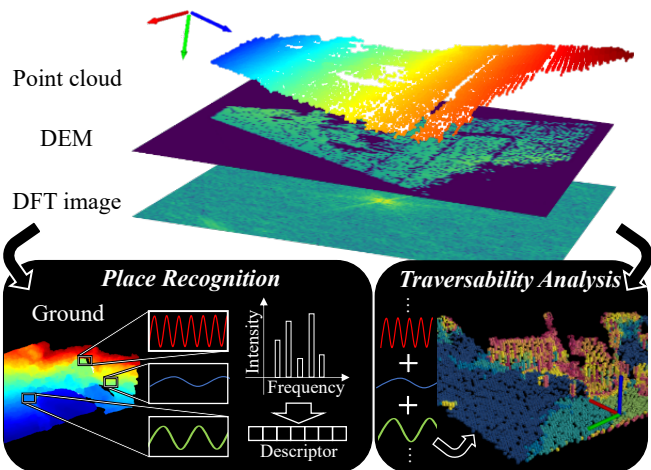 Point cloud
DEM
DFT image
Place Recognition
Ground
Intensity
Frequency
Descriptor
Traversability Analysis